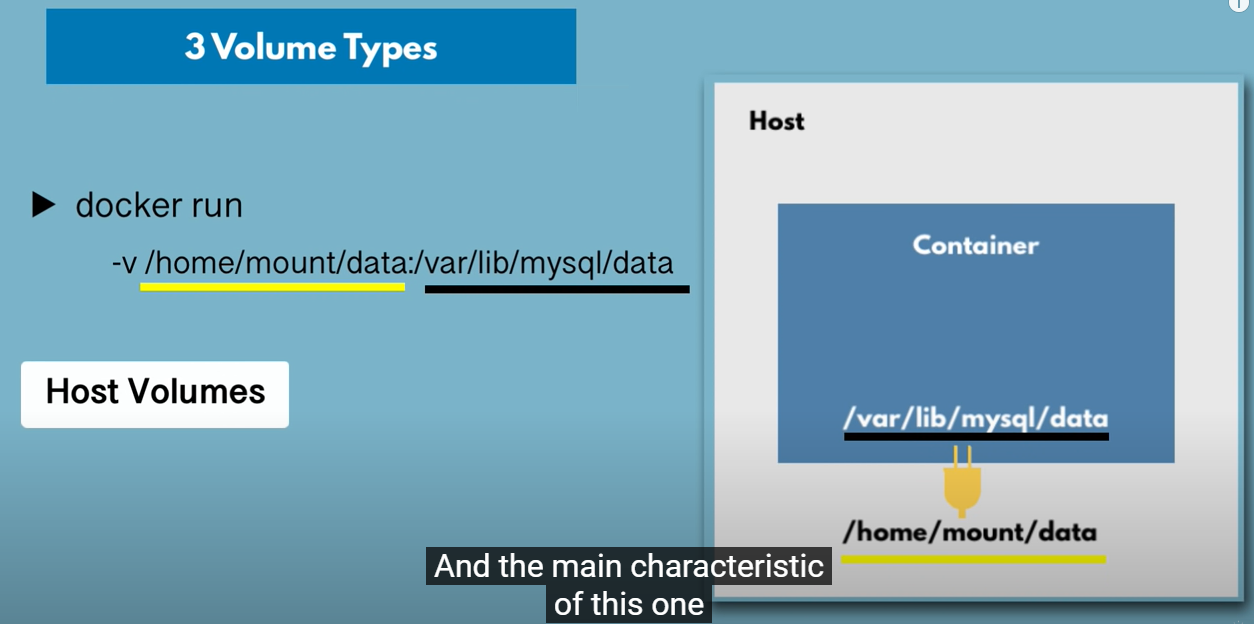 3 Volume Types
docker run
-v /home/mount/data:/var/lib/mysql/data
Host Volumes
Host
Container
/var/lib/mysql/data
/home/mount/data
And the main characteristic
of this one